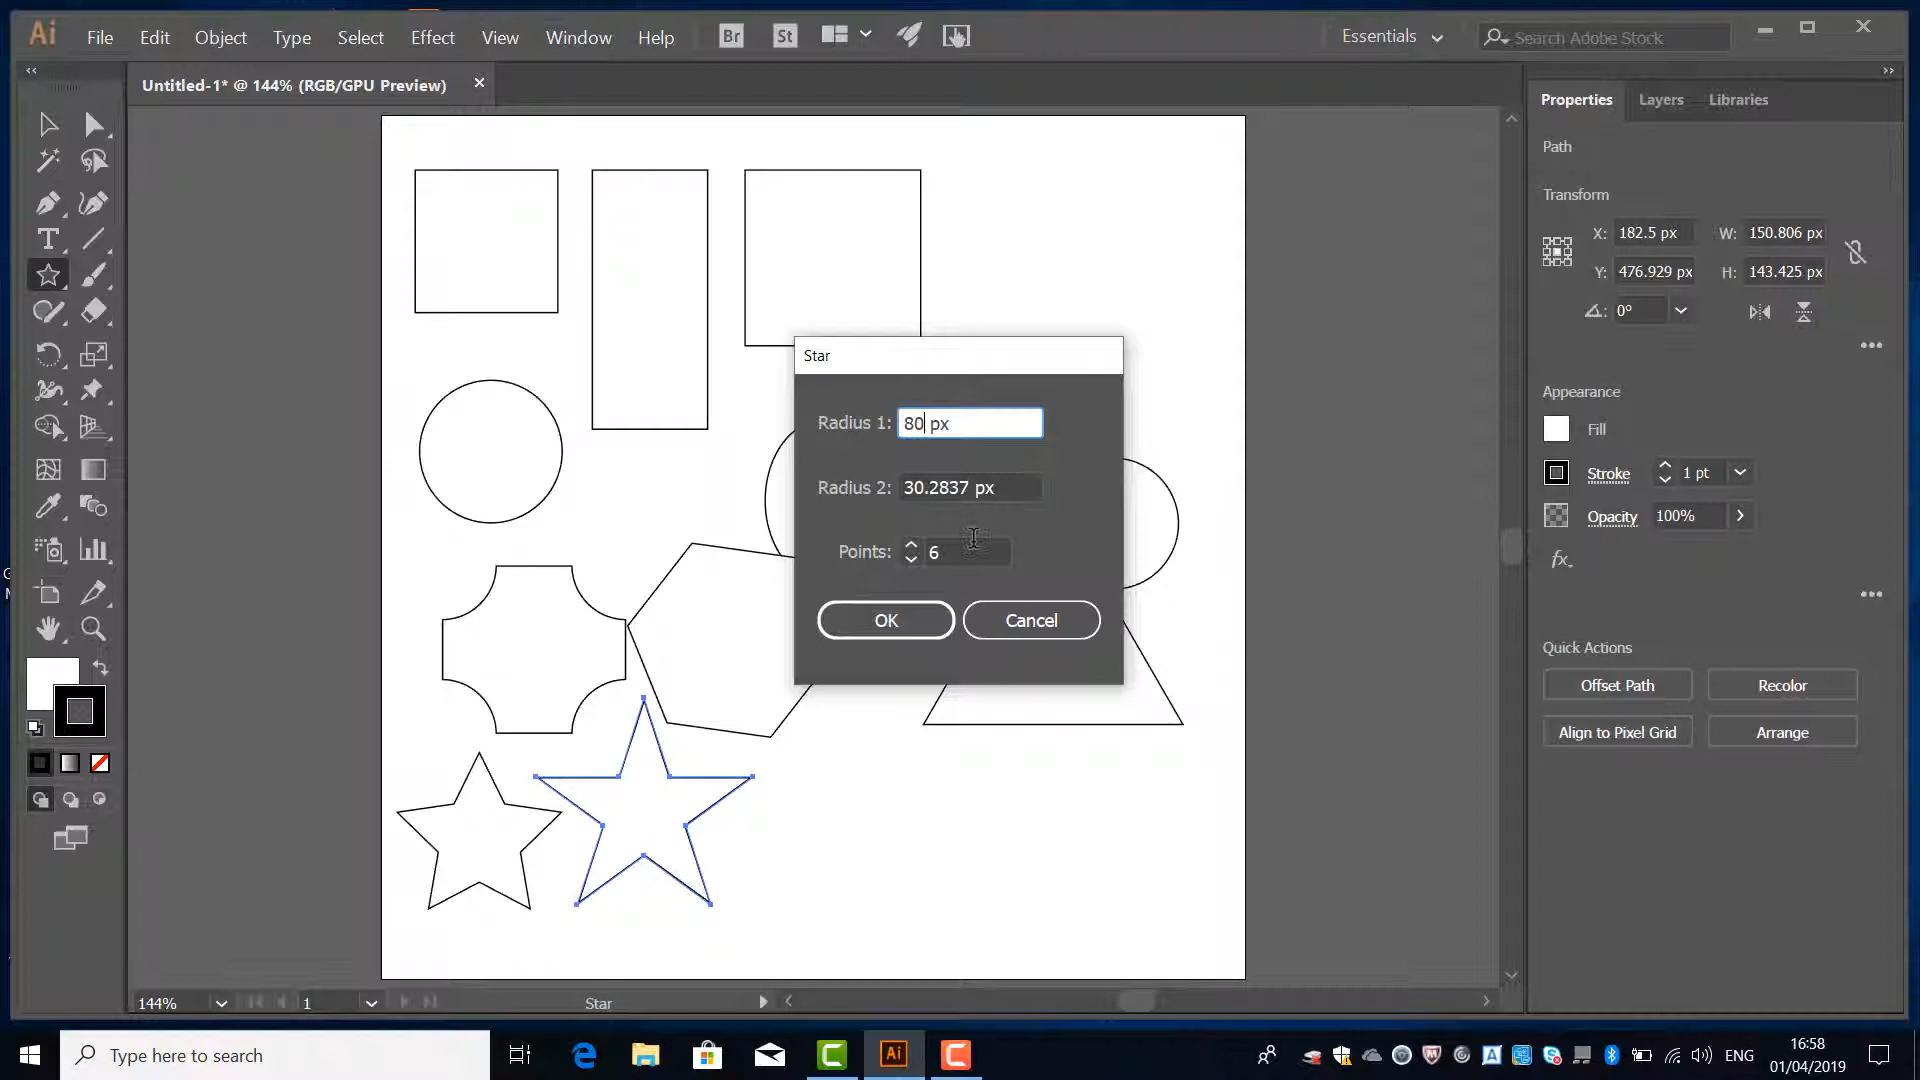 Ai File Edit Object Type Select Effect View Window Help Br St Essentials Search Adobe Stock
Untitled-1* @ 144% (RGB/GPU Preview)
Properties Layers Libraries
Path
Transform
X: 182.5 px W: 150.806 px
Y: 476.929 px H: 143.425 px
0°
Appearance
Fill
Stroke 1 pt
Opacity 100%
fx
Quick Actions
Offset Path Recolor
Align to Pixel Grid Arrange
Star
Radius 1: 80 px
Radius 2: 30.2837 px
Points: 6
OK Cancel
T
144% 1 Star
Type here to search
Ai
ENG
16:58
01/04/2019